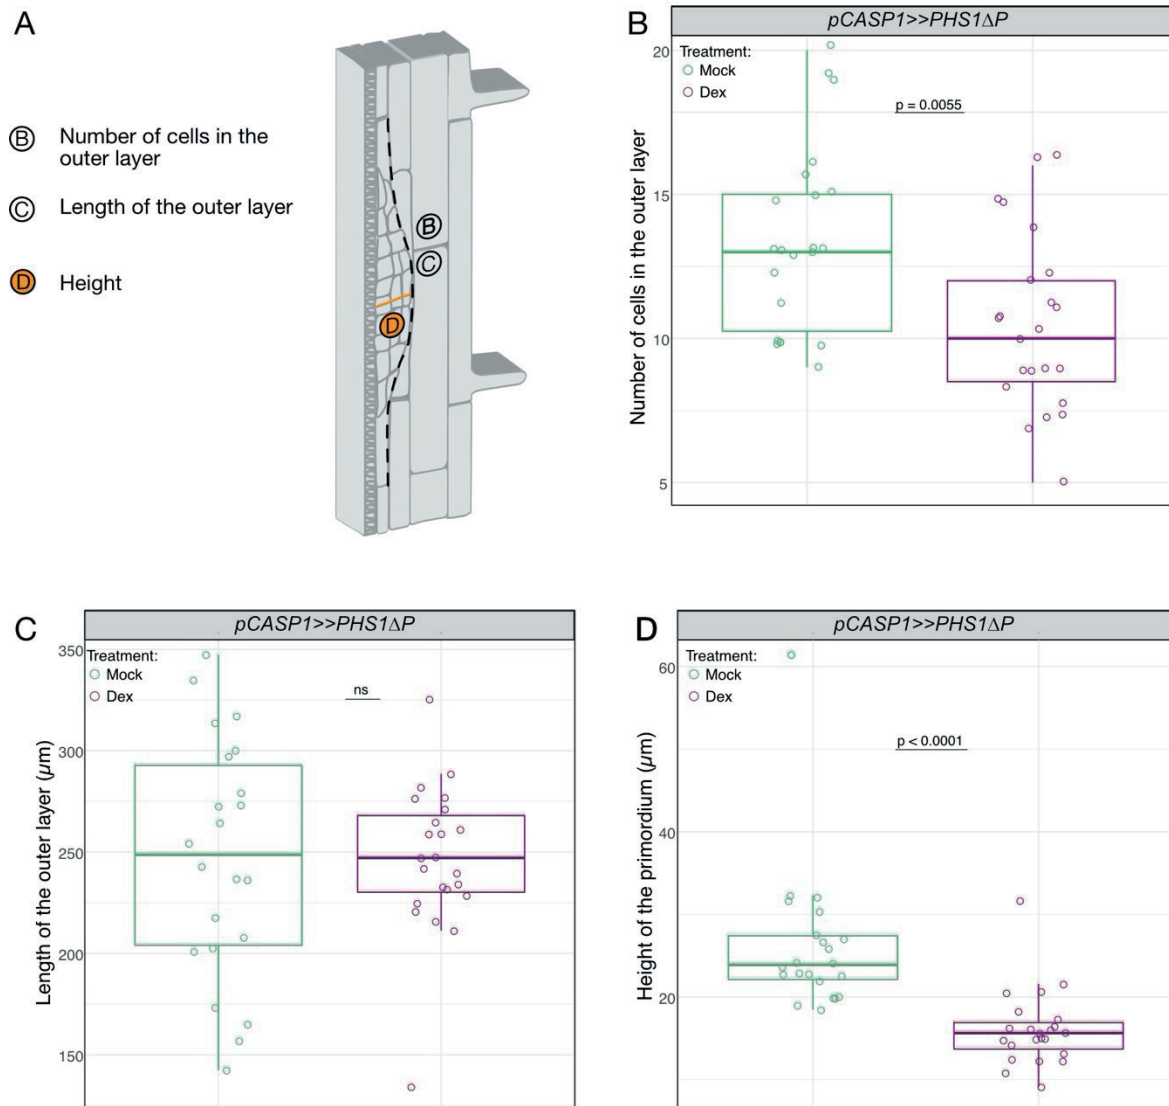 A
Ⓑ Number of cells in the
outer layer
Ⓒ Length of the outer layer
D Height
B
C
D
B
pCASP1>>PHS1ΔP
Treatment:
Mock
Dex
p = 0.0055
Number of cells in the outer layer
20
15
10
5
C
pCASP1>>PHS1ΔP
Treatment:
Mock
Dex
ns
Length of the outer layer (µm)
350
300
250
200
150
D
pCASP1>>PHS1ΔP
Treatment:
Mock
Dex
p < 0.0001
Height of the primordium (µm)
60
40
20